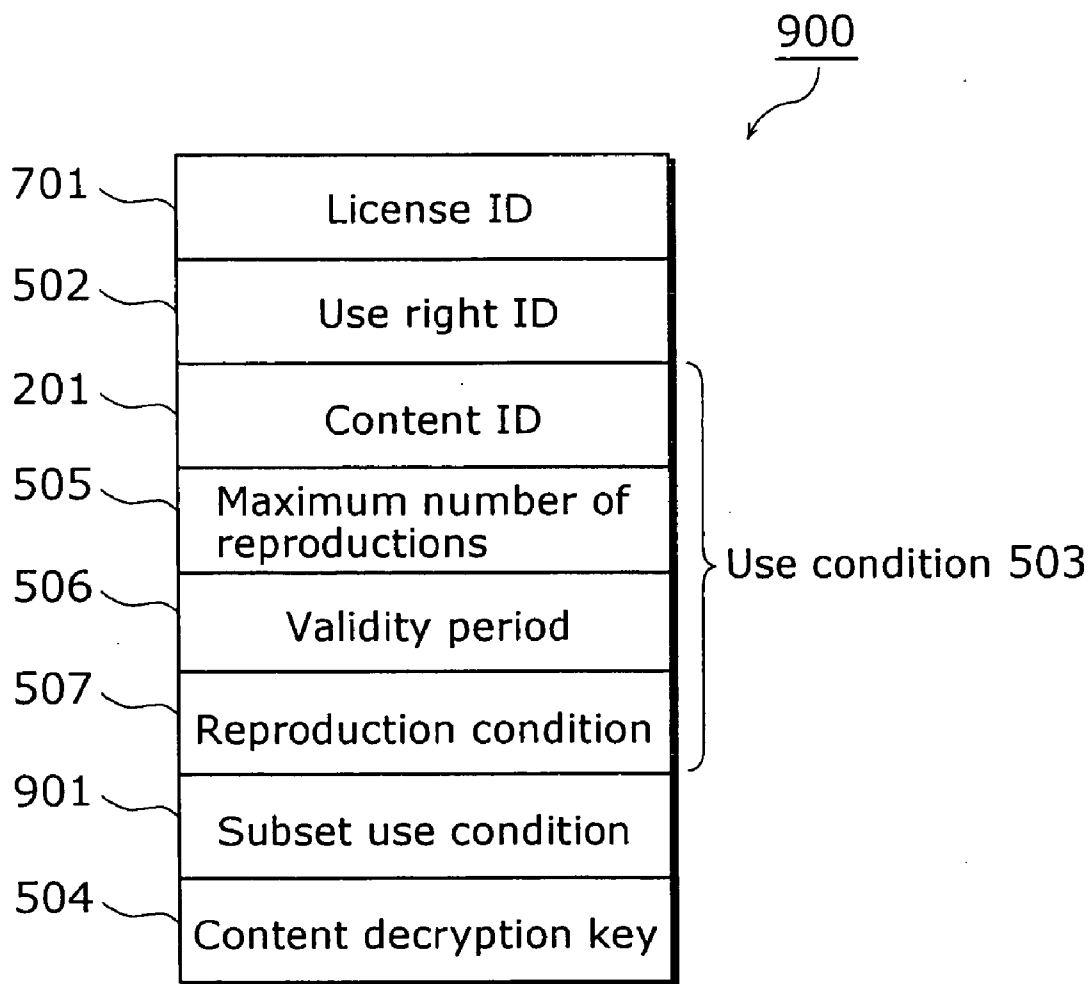 900
701 License ID
502 Use right ID
201 Content ID
505 Maximum number of
reproductions
506 Validity period
Use condition 503
507 Reproduction condition
901 Subset use condition
504 Content decryption key